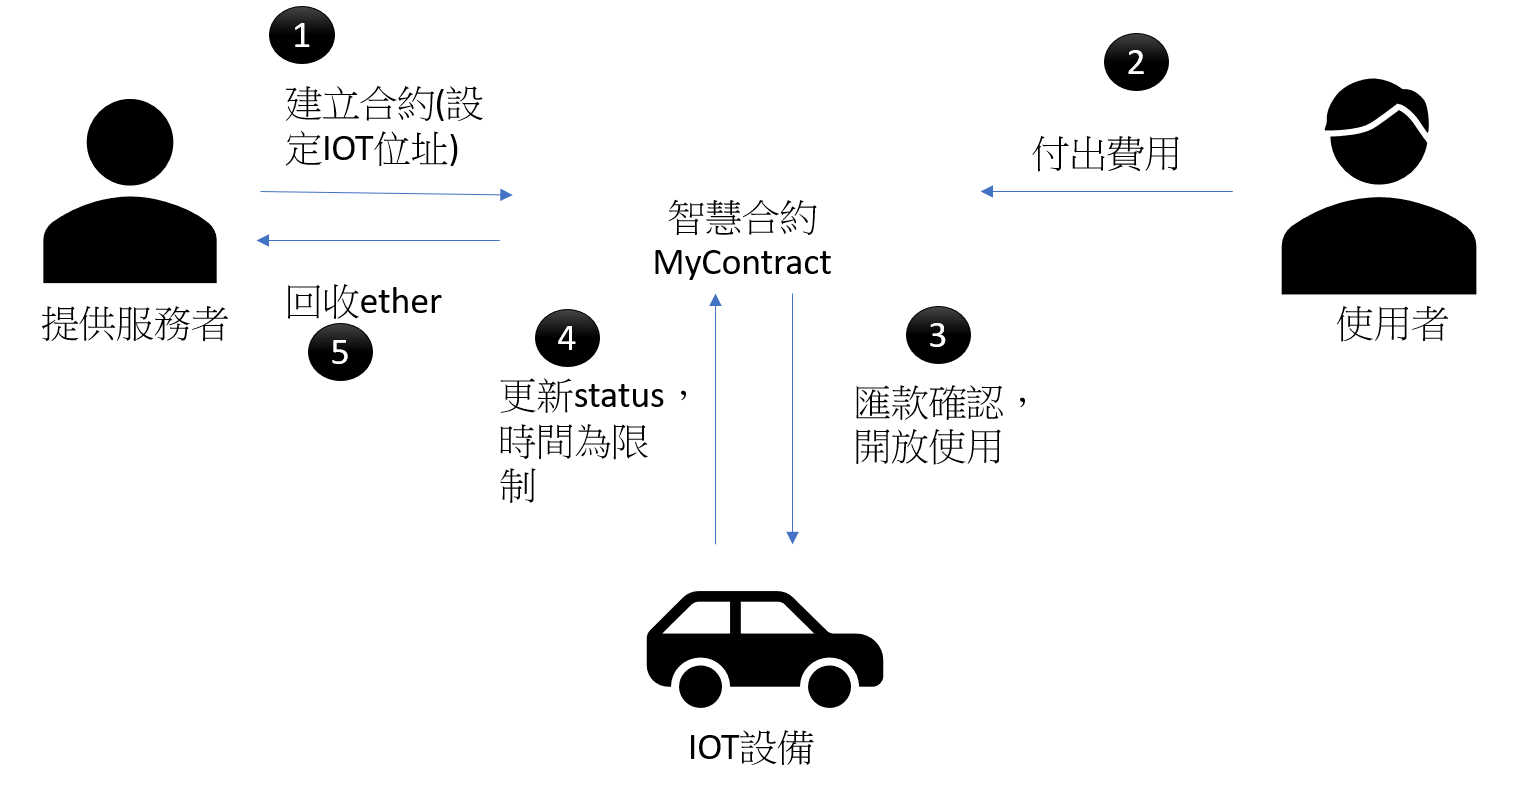 1
建立合約(設
定IOT位址)
2
付出費用
智慧合約
MyContract
回收ether
5
提供服務者
使用者
4
更新status，
時間為限
制
3
匯款確認，
開放使用
IOT設備